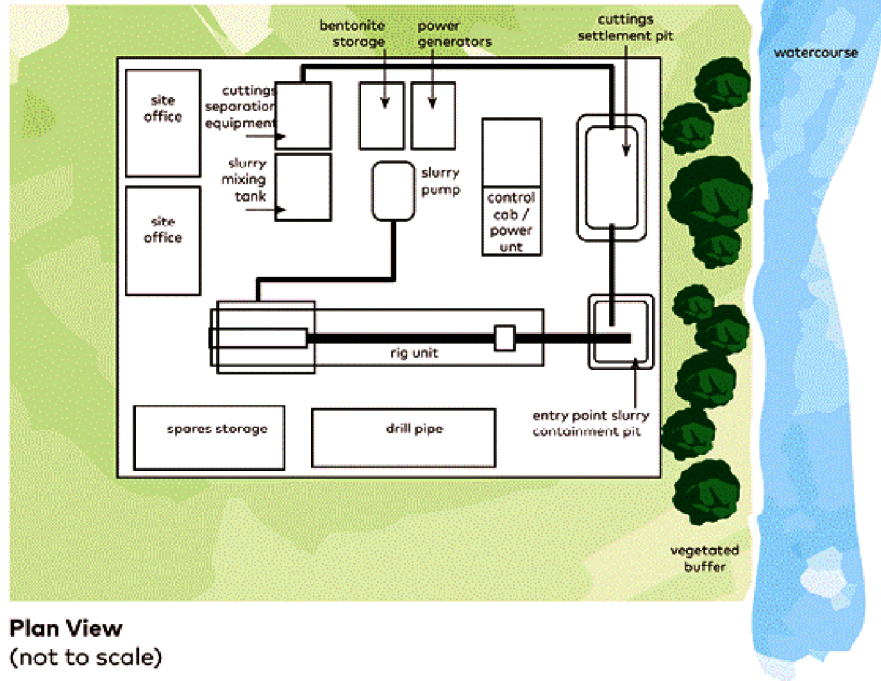 bentonite
storage
power
generators
cuttings
settlement pit
watercourse
site
office
cuttings
separation
equipment
slurry
mixing
tank
slurry
pump
control
cab /
power
unt
site
office
rig unit
entry point slurry
containment pit
spares storage
drill pipe
vegetated
buffer
Plan View
(not to scale)